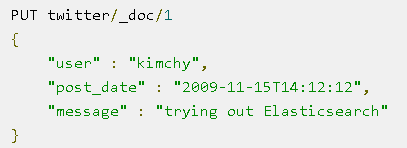 PUT twitter/_doc/1
{
    "user" : "kimchy",
    "post_date" : "2009-11-15T14:12:12",
    "message" : "trying out Elasticsearch"
}